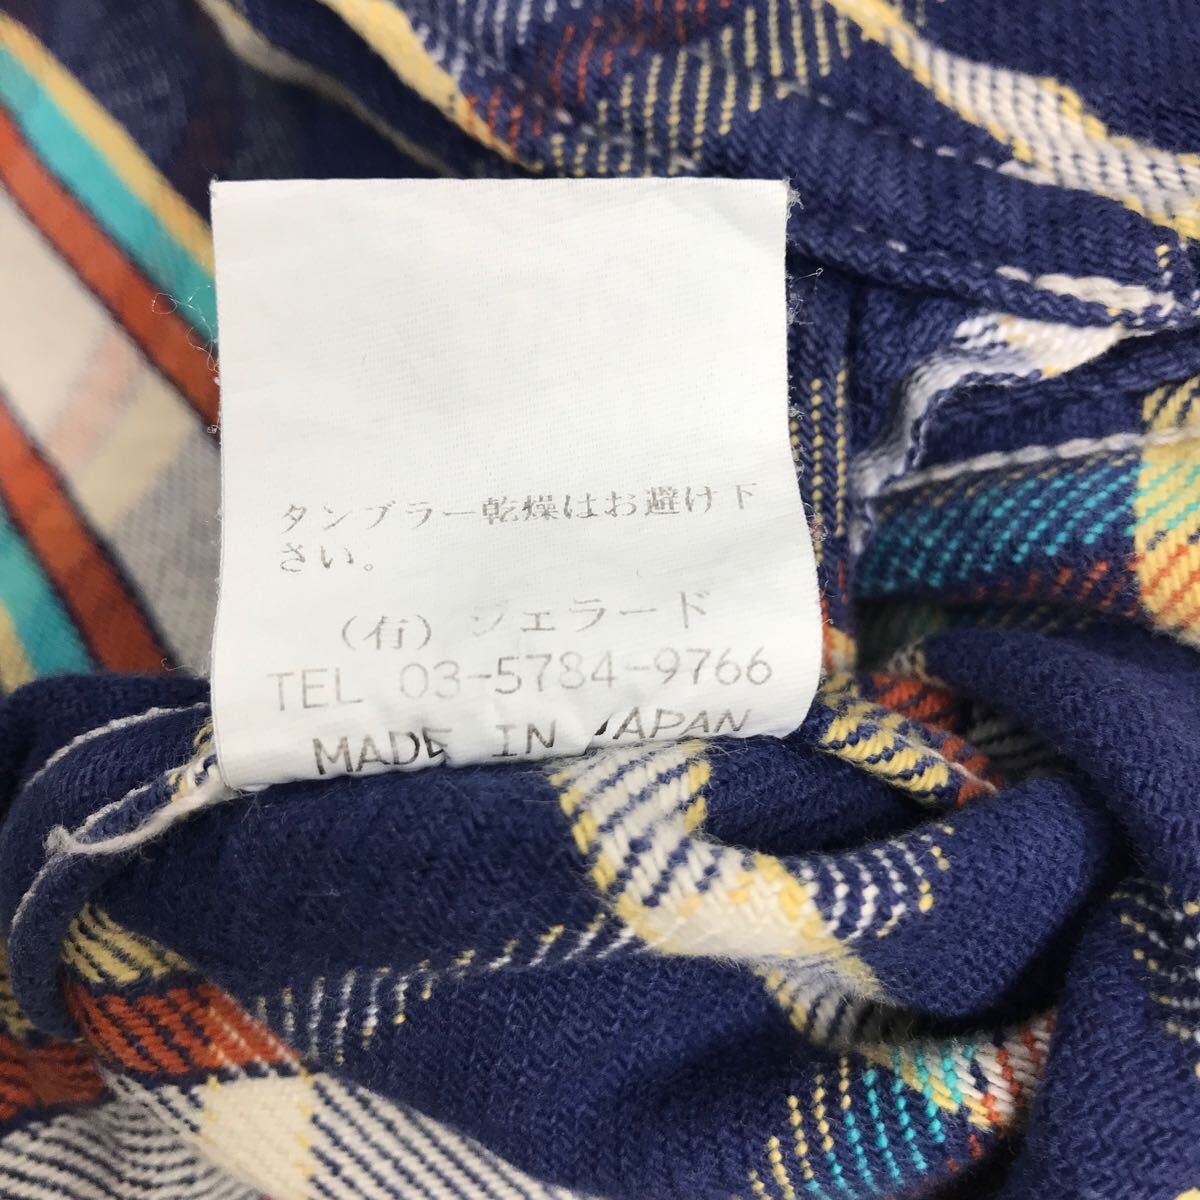 タンブラー乾燥はお避け下
さい。
(有)ジェラード
TEL 03-5784-9766
MADE IN JAPAN